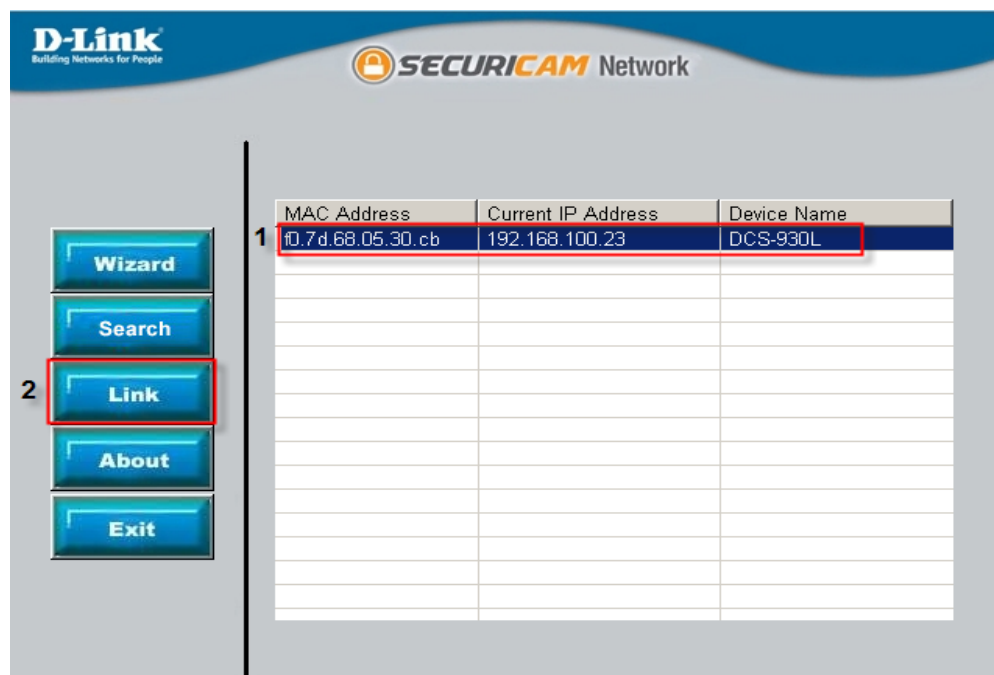 D-Link
Building Networks for People
SECURICAM Network
MAC Address Current IP Address Device Name
1 f0.7d.68.05.30.cb 192.168.100.23 DCS-930L
Wizard
Search
2 Link
About
Exit